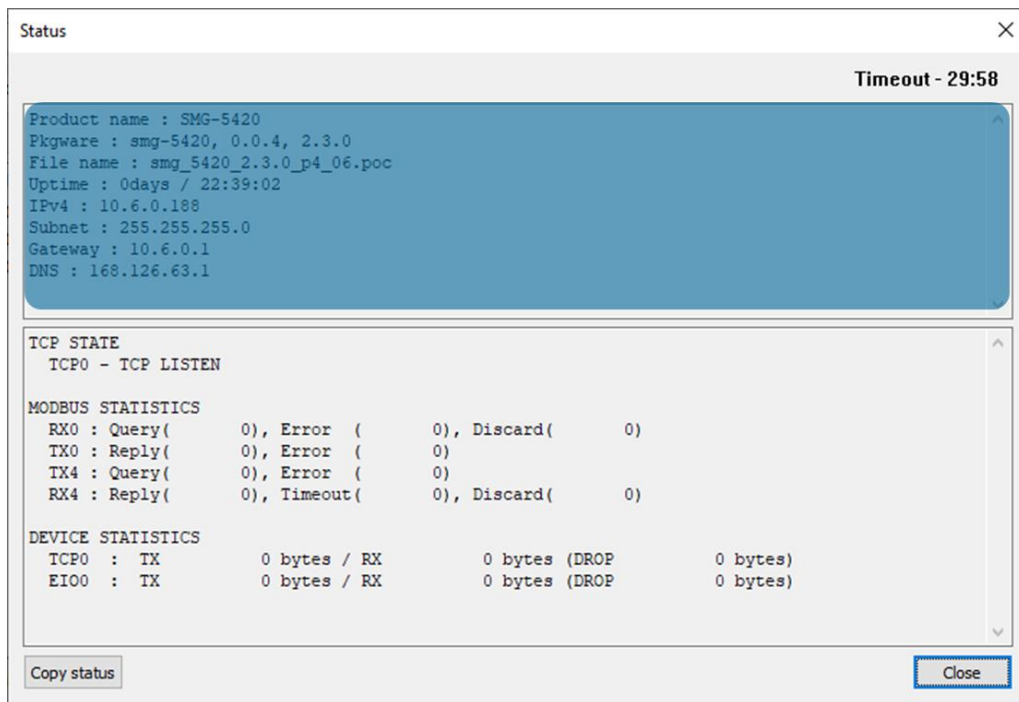 Status
Timeout - 29:58
Product name : SMG-5420
Pkgware : smg-5420, 0.0.4, 2.3.0
File name : smg_5420_2.3.0_p4_06.poc
Uptime : 0days / 22:39:02
IPv4 : 10.6.0.188
Subnet : 255.255.255.0
Gateway : 10.6.0.1
DNS : 168.126.63.1
TCP STATE
TCP0 - TCP LISTEN
MODBUS STATISTICS
RX0 : Query( 0), Error ( 0), Discard( 0)
TX0 : Reply( 0), Error ( 0)
TX4 : Query( 0), Error ( 0)
RX4 : Reply( 0), Timeout( 0), Discard( 0)
DEVICE STATISTICS
TCP0 : TX 0 bytes / RX 0 bytes (DROP 0 bytes)
EIO0 : TX 0 bytes / RX 0 bytes (DROP 0 bytes)
Copy status
Close